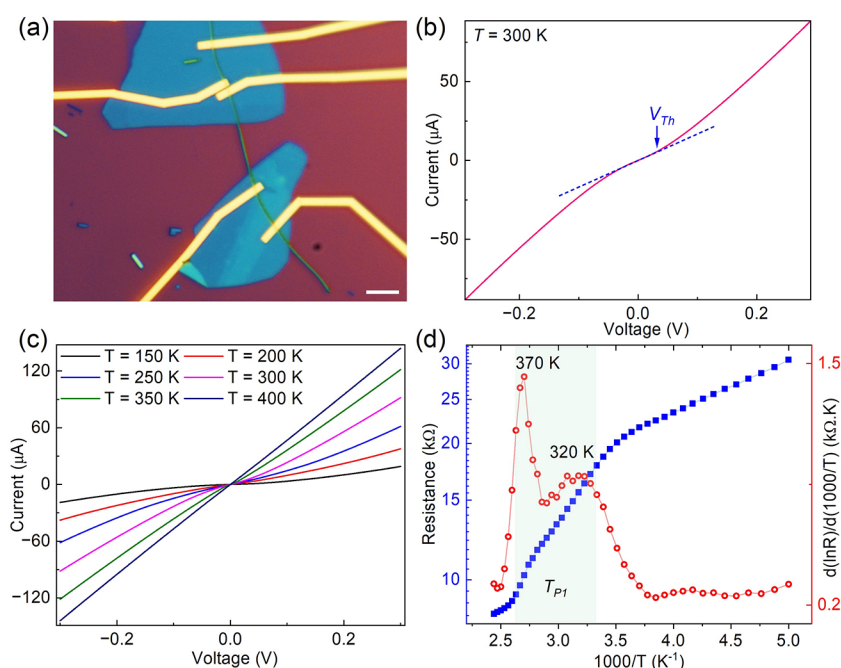 (a)
(b)
T = 300 K
V_Th
50
0
−50
Current (µA)
−0.2
0.0
0.2
Voltage (V)
(c)
T = 150 K
T = 200 K
T = 250 K
T = 300 K
T = 350 K
T = 400 K
120
60
0
−60
−120
Current (µA)
−0.2
0.0
0.2
Voltage (V)
(d)
370 K
320 K
T_P1
30
20
15
10
Resistance (kΩ)
1.5
0.2
d(lnR)/d(1000/T) (kΩ.K)
2.5
3.0
3.5
4.0
4.5
5.0
1000/T (K⁻¹)